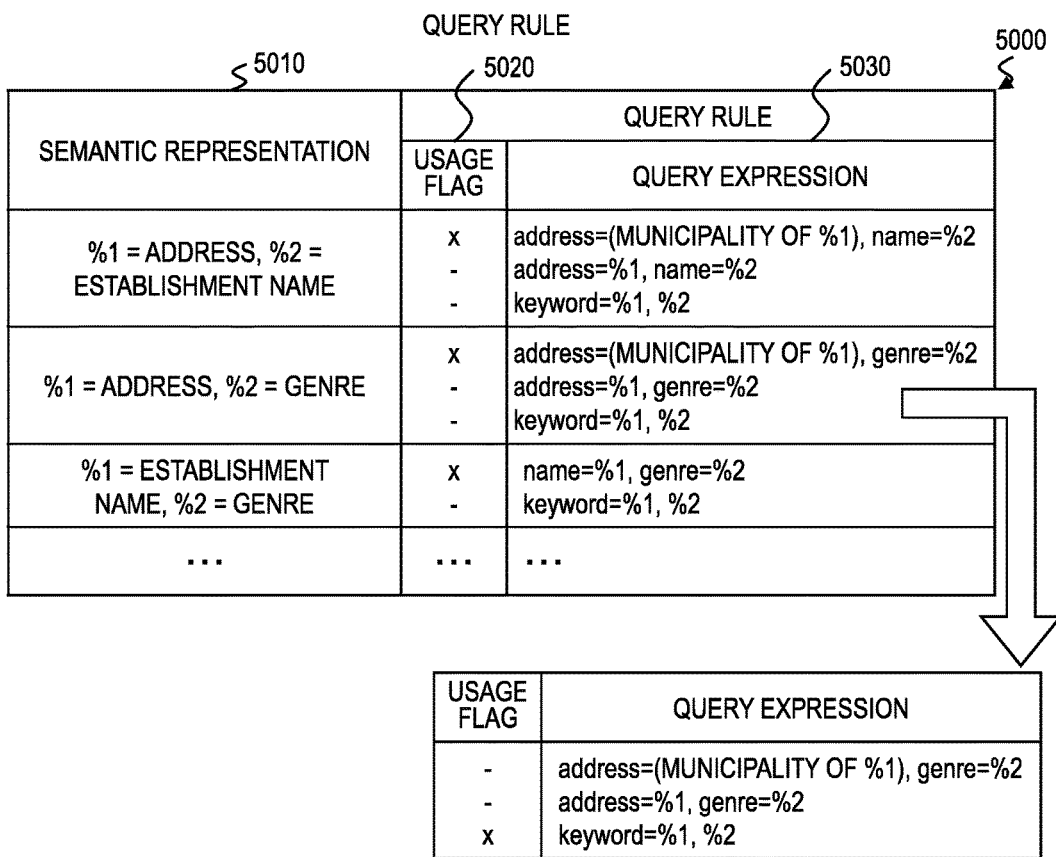 QUERY RULE
5000
5010
5020
5030
SEMANTIC REPRESENTATION
QUERY RULE
USAGE
FLAG
QUERY EXPRESSION
%1 = ADDRESS, %2 =
ESTABLISHMENT NAME
x address=(MUNICIPALITY OF %1), name=%2
- address=%1, name=%2
- keyword=%1, %2
%1 = ADDRESS, %2 = GENRE
x address=(MUNICIPALITY OF %1), genre=%2
- address=%1, genre=%2
- keyword=%1, %2
%1 = ESTABLISHMENT
NAME, %2 = GENRE
x name=%1, genre=%2
- keyword=%1, %2
... ... ...
USAGE
FLAG
QUERY EXPRESSION
- address=(MUNICIPALITY OF %1), genre=%2
- address=%1, genre=%2
x keyword=%1, %2